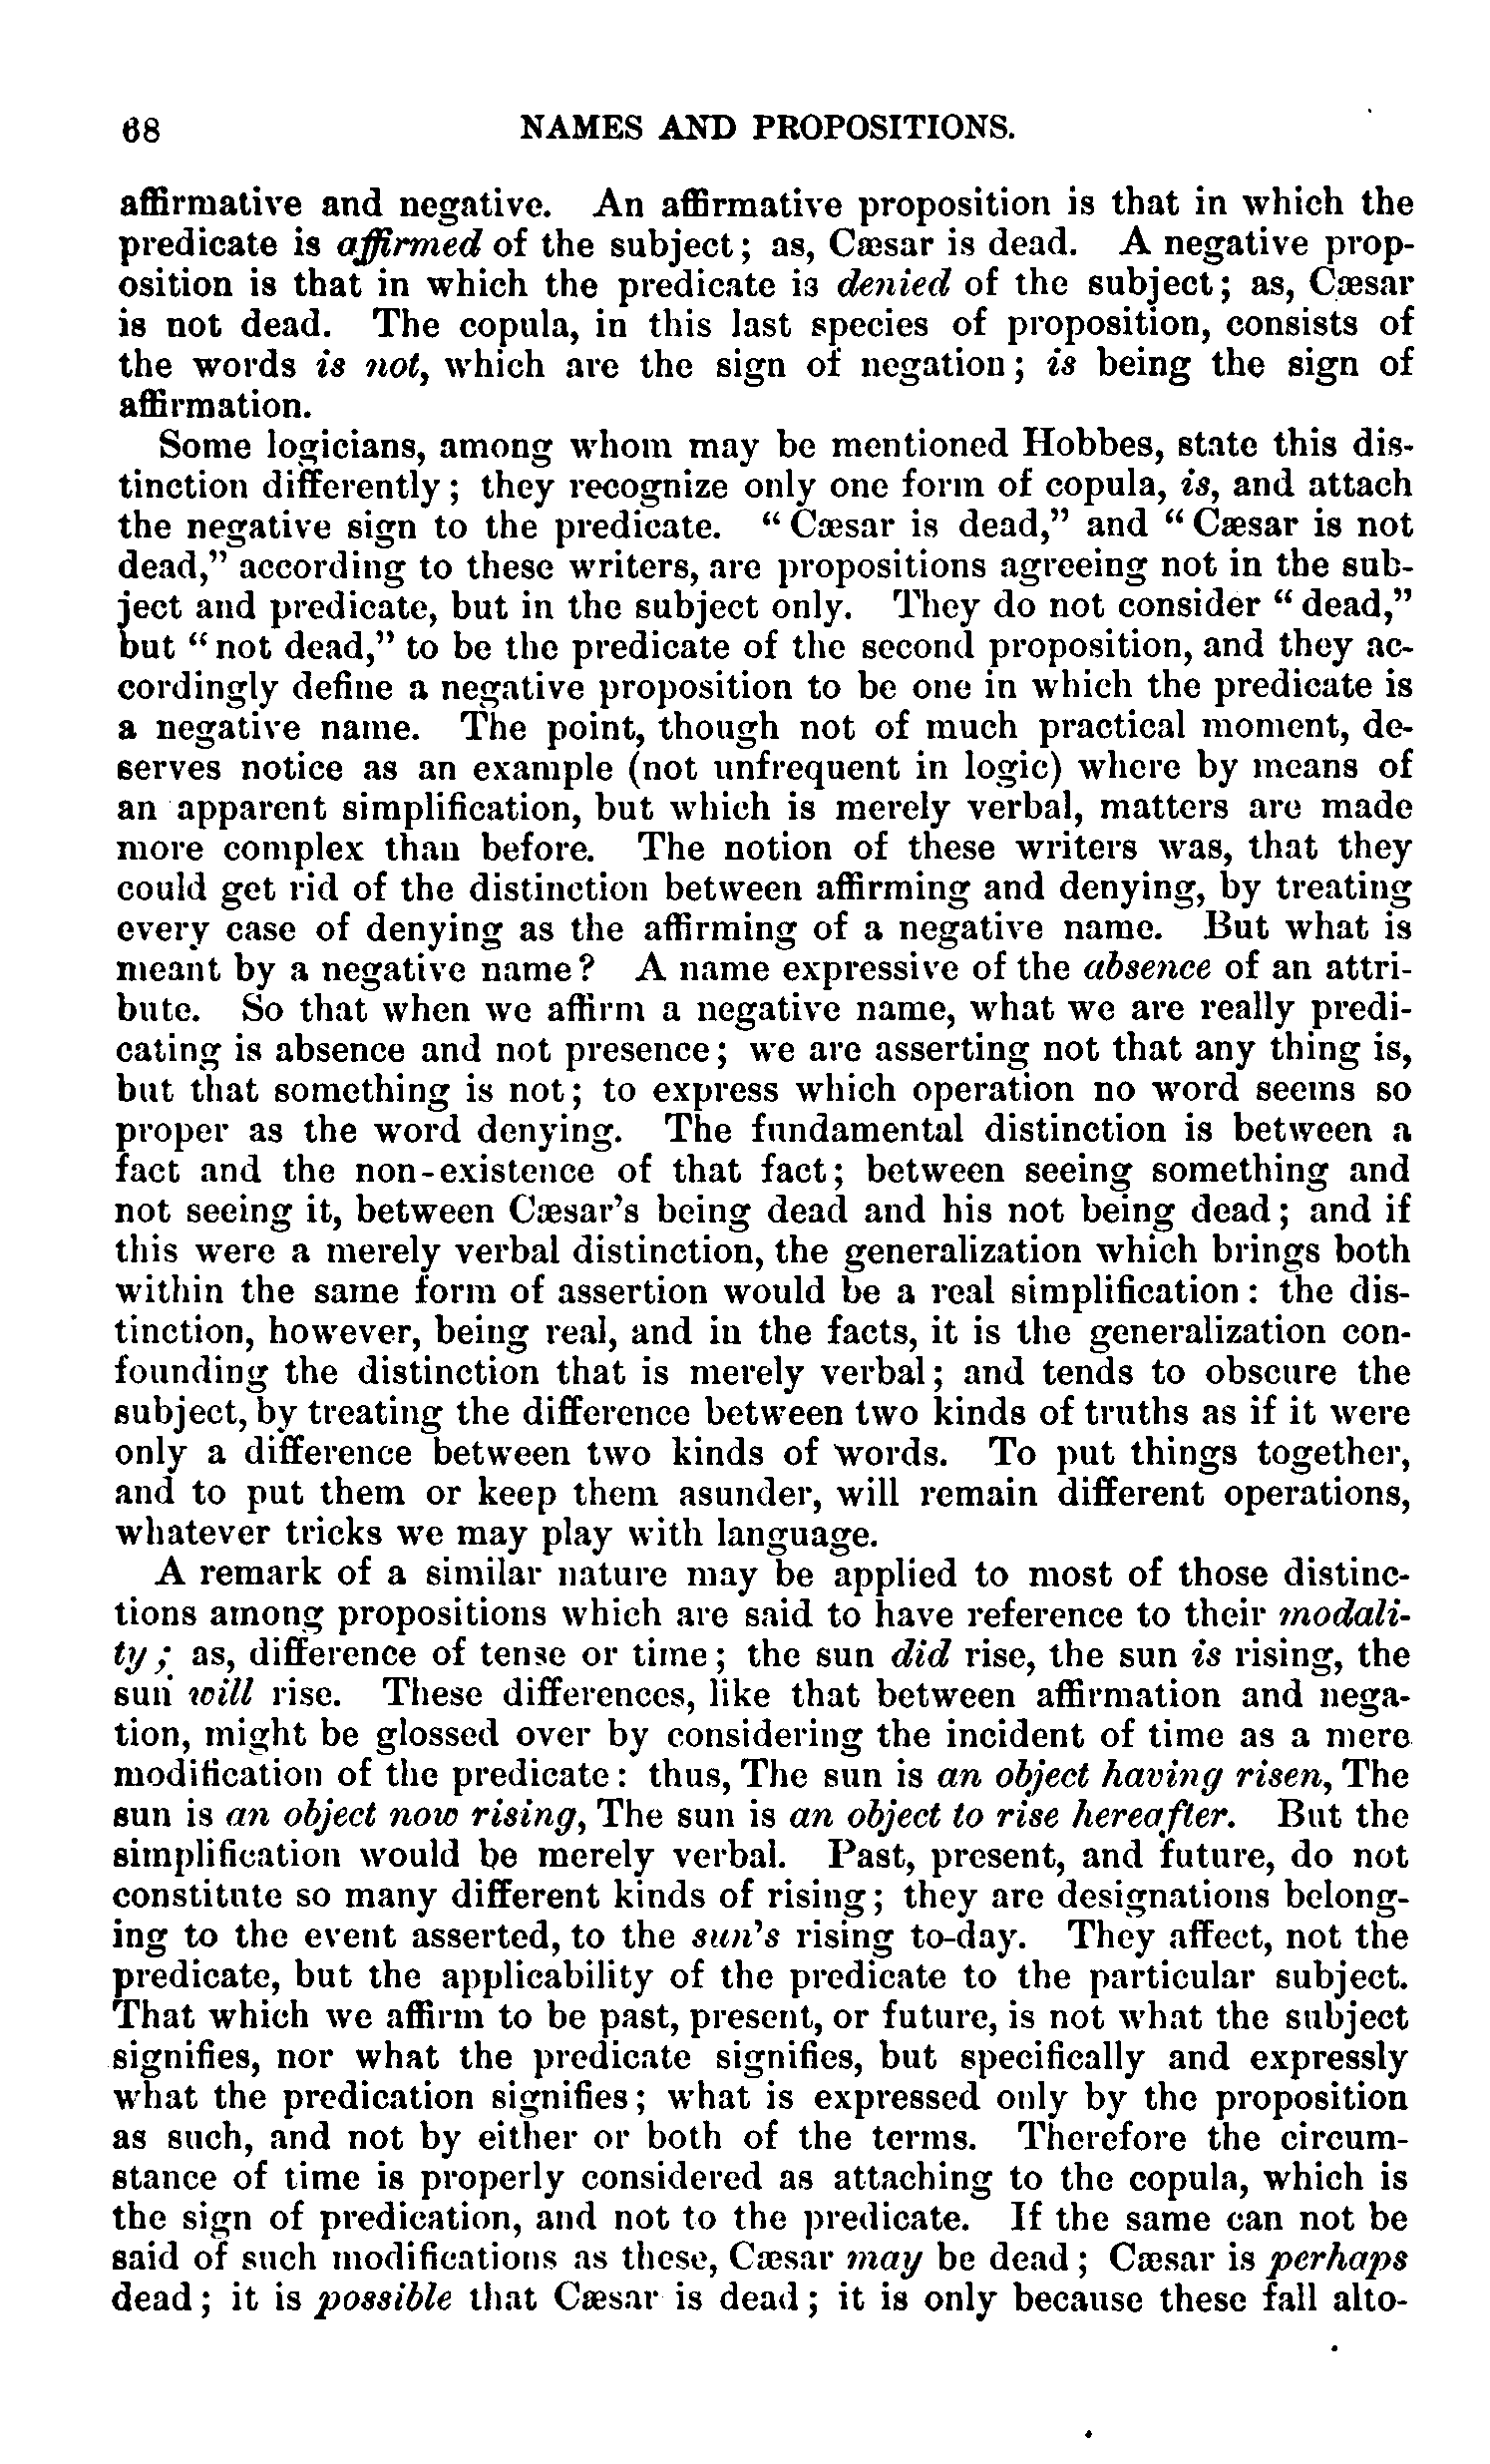 68 NAMES AND PROPOSITIONS.
affirmative and negative. An affirmative proposition is that in which the
predicate is affirmed of the subject; as, Cæsar is dead. A negative prop-
osition is that in which the predicate is denied of the subject; as, Cæsar
is not dead. The copula, in this last species of proposition, consists of
the words is not, which are the sign of negation; is being the sign of
affirmation.
Some logicians, among whom may be mentioned Hobbes, state this dis-
tinction differently; they recognize only one form of copula, is, and attach
the negative sign to the predicate. “Cæsar is dead,” and “Cæsar is not
dead,” according to these writers, are propositions agreeing not in the sub-
ject and predicate, but in the subject only. They do not consider “dead,”
but “not dead,” to be the predicate of the second proposition, and they ac-
cordingly define a negative proposition to be one in which the predicate is
a negative name. The point, though not of much practical moment, de-
serves notice as an example (not unfrequent in logic) where by means of
an apparent simplification, but which is merely verbal, matters are made
more complex than before. The notion of these writers was, that they
could get rid of the distinction between affirming and denying, by treating
every case of denying as the affirming of a negative name. But what is
meant by a negative name? A name expressive of the absence of an attri-
bute. So that when we affirm a negative name, what we are really predi-
cating is absence and not presence; we are asserting not that any thing is,
but that something is not; to express which operation no word seems so
proper as the word denying. The fundamental distinction is between a
fact and the non-existence of that fact; between seeing something and
not seeing it, between Cæsar’s being dead and his not being dead; and if
this were a merely verbal distinction, the generalization which brings both
within the same form of assertion would be a real simplification: the dis-
tinction, however, being real, and in the facts, it is the generalization con-
founding the distinction that is merely verbal; and tends to obscure the
subject, by treating the difference between two kinds of truths as if it were
only a difference between two kinds of words. To put things together,
and to put them or keep them asunder, will remain different operations,
whatever tricks we may play with language.
A remark of a similar nature may be applied to most of those distinc-
tions among propositions which are said to have reference to their modali-
ty; as, difference of tense or time; the sun did rise, the sun is rising, the
sun will rise. These differences, like that between affirmation and nega-
tion, might be glossed over by considering the incident of time as a mere
modification of the predicate: thus, The sun is an object having risen, The
sun is an object now rising, The sun is an object to rise hereafter. But the
simplification would be merely verbal. Past, present, and future, do not
constitute so many different kinds of rising; they are designations belong-
ing to the event asserted, to the sun’s rising to-day. They affect, not the
predicate, but the applicability of the predicate to the particular subject.
That which we affirm to be past, present, or future, is not what the subject
signifies, nor what the predicate signifies, but specifically and expressly
what the predication signifies; what is expressed only by the proposition
as such, and not by either or both of the terms. Therefore the circum-
stance of time is properly considered as attaching to the copula, which is
the sign of predication, and not to the predicate. If the same can not be
said of such modifications as these, Cæsar may be dead; Cæsar is perhaps
dead; it is possible that Cæsar is dead; it is only because these fall alto-